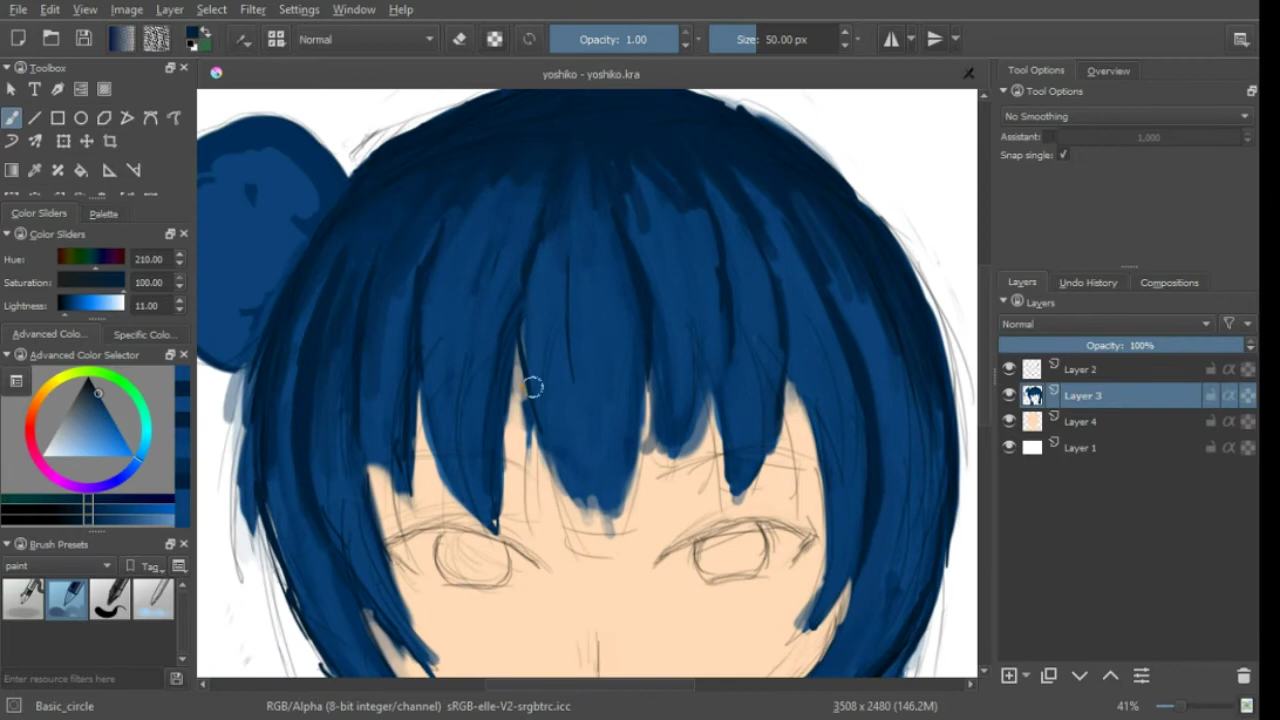 File Edit View Image Layer Select Filter Settings Window Help
Normal Opacity: 1.00 Size: 50.00 px
Toolbox
yoshiko - yoshiko.kra
Tool Options Overview
Tool Options
No Smoothing
Assistant: 1,000
Snap single:
Color Sliders Palette
Color Sliders
Hue: 210.00
Saturation: 100.00
Lightness: 11.00
Advanced Colo... Specific Colo...
Advanced Color Selector
Layers Undo History Compositions
Layers
Normal
Opacity: 100%
Layer 2
Layer 3
Layer 4
Layer 1
Brush Presets
paint Tag
Enter resource filters here
Basic_circle RGB/Alpha (8-bit integer/channel) sRGB-elle-V2-srgbtrc.icc 3508 x 2480 (146.2M) 41%